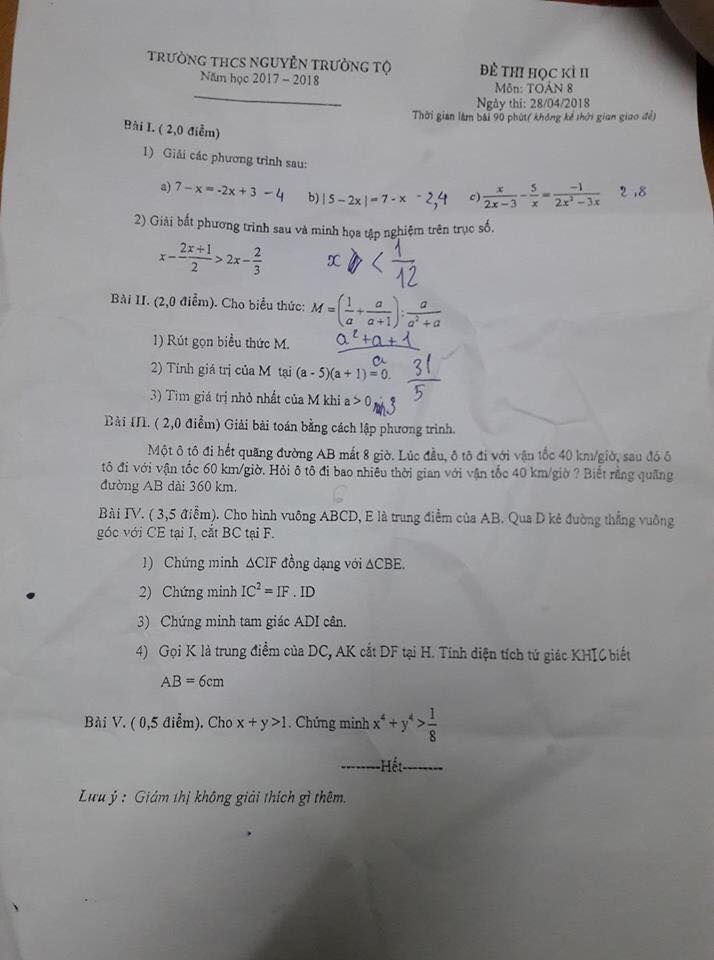 TRƯỜNG THCS NGUYỄN TRƯỜNG TỘ
Năm học 2017 – 2018
ĐỀ THI HỌC KÌ II
Môn: TOÁN 8
Ngày thi: 28/04/2018
Thời gian làm bài 90 phút( không kể thời gian giao đề)
Bài I. ( 2,0 điểm)
1) Giải các phương trình sau:
a) 7 – x = -2x + 3 – 4 b) | 5 – 2x | = 7 - x - 2,4 c) x/(2x – 3) – 5/x = –1/(2x² – 3x) 2,8
2) Giải bất phương trình sau và minh họa tập nghiệm trên trục số.
x – (2x+1)/2 > 2x – 2/3 x < 1/12
Bài II. (2,0 điểm). Cho biểu thức: M = (1/a + a/(a+1)) : a/(a² + a)
1) Rút gọn biểu thức M. (a² + a + 1)/a
2) Tính giá trị của M tại (a - 5)(a + 1) = 0. 31/5
3) Tìm giá trị nhỏ nhất của M khi a > 0 min 3
Bài III. ( 2,0 điểm) Giải bài toán bằng cách lập phương trình.
Một ô tô đi hết quãng đường AB mất 8 giờ. Lúc đầu, ô tô đi với vận tốc 40 km/giờ, sau đó ô
tô đi với vận tốc 60 km/giờ. Hỏi ô tô đi bao nhiêu thời gian với vận tốc 40 km/giờ ? Biết rằng quãng
đường AB dài 360 km.
6
Bài IV. ( 3,5 điểm). Cho hình vuông ABCD, E là trung điểm của AB. Qua D kẻ đường thẳng vuông
góc với CE tại I, cắt BC tại F.
1) Chứng minh ΔCIF đồng dạng với ΔCBE.
2) Chứng minh IC² = IF . ID
3) Chứng minh tam giác ADI cân.
4) Gọi K là trung điểm của DC, AK cắt DF tại H. Tính diện tích tứ giác KHIC biết
AB = 6cm
Bài V. ( 0,5 điểm). Cho x + y >1. Chứng minh x⁴ + y⁴ > 1/8
--------Hết--------
Lưu ý : Giám thị không giải thích gì thêm.